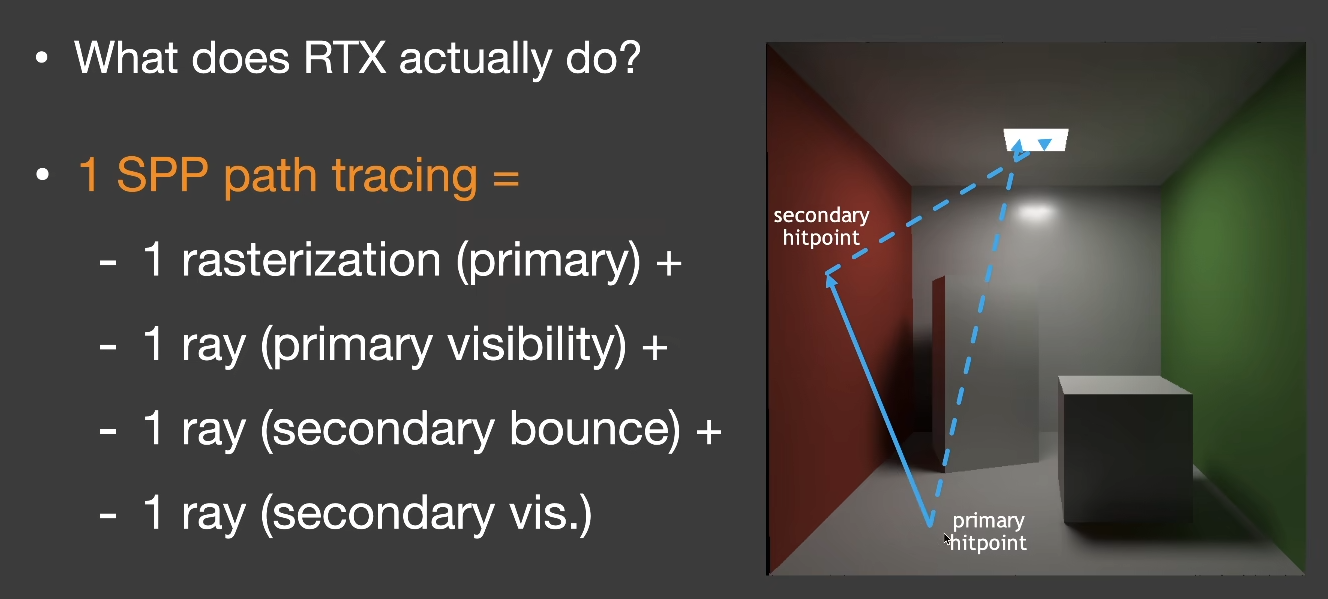 • What does RTX actually do?
• 1 SPP path tracing =
- 1 rasterization (primary) +
- 1 ray (primary visibility) +
- 1 ray (secondary bounce) +
- 1 ray (secondary vis.)
secondary
hitpoint
primary
hitpoint